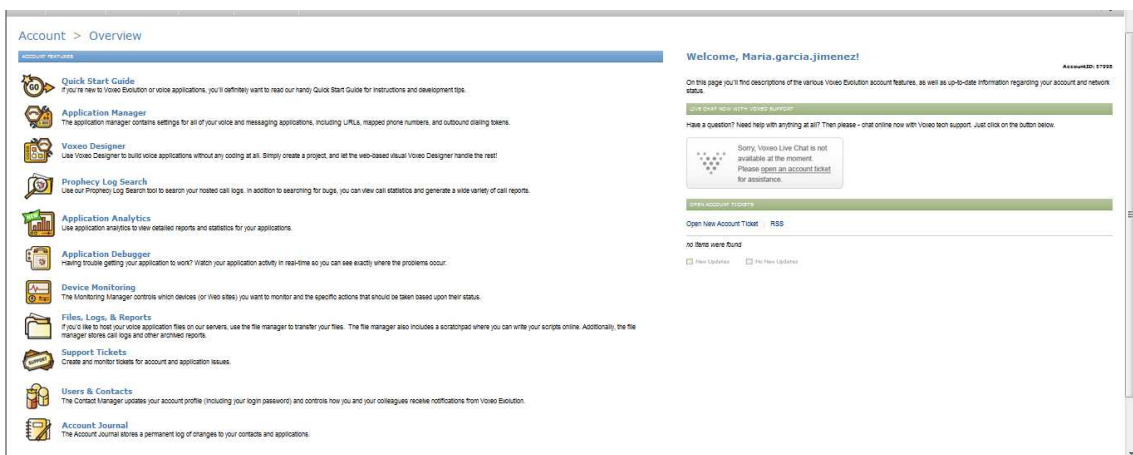 Account > Overview
ACCOUNT FEATURES
GO
Quick Start Guide
If you're new to Voxeo Evolution or voice applications, you'll definitely want to read our handy Quick Start Guide for instructions and development tips.
Application Manager
The application manager contains settings for all of your voice and messaging applications, including URLs, mapped phone numbers, and outbound dialing tokens.
Voxeo Designer
Use Voxeo Designer to build voice applications without any coding at all. Simply create a project, and let the web-based visual Voxeo Designer handle the rest!
Prophecy Log Search
Use our Prophecy Log Search tool to search your hosted call logs. In addition to searching for bugs, you can view call statistics and generate a wide variety of call reports.
NEW
Application Analytics
Use application analytics to view detailed reports and statistics for your applications.
Application Debugger
Having trouble getting your application to work? Watch your application activity in real-time so you can see exactly where the problems occur.
Device Monitoring
The Monitoring Manager controls which devices (or Web sites) you want to monitor and the specific actions that should be taken based upon their status.
Files, Logs, & Reports
If you'd like to host your voice application files on our servers, use the file manager to transfer your files. The file manager also includes a scratchpad where you can write your scripts online. Additionally, the file
manager stores call logs and other archived reports.
SUPPORT
Support Tickets
Create and monitor tickets for account and application issues.
Users & Contacts
The Contact Manager updates your account profile (including your login password) and controls how you and your colleagues receive notifications from Voxeo Evolution.
Account Journal
The Account Journal stores a permanent log of changes to your contacts and applications.
Welcome, Maria.garcia.jimenez!
AccountID: 57958
On this page you'll find descriptions of the various Voxeo Evolution account features, as well as up-to-date information regarding your account and network
status.
LIVE CHAT NOW WITH VOXEO SUPPORT
Have a question? Need help with anything at all? Then please - chat online now with Voxeo tech support. Just click on the button below.
Sorry, Voxeo Live Chat is not
available at the moment.
Please open an account ticket
for assistance.
OPEN ACCOUNT TICKETS
Open New Account Ticket | RSS
no items were found
New Updates No New Updates